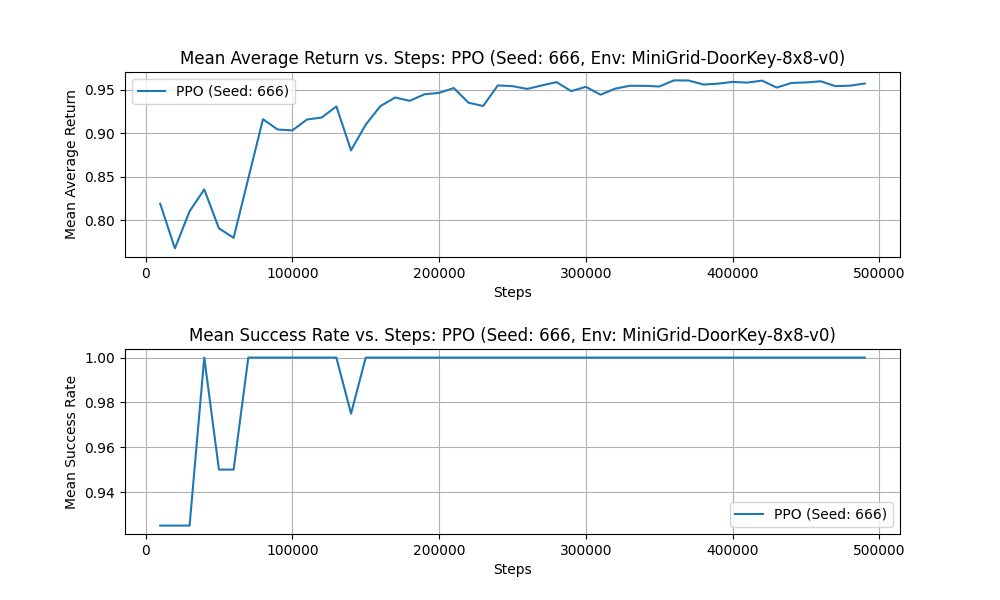 Mean Average Return vs. Steps: PPO (Seed: 666, Env: MiniGrid-DoorKey-8x8-v0)
PPO (Seed: 666)
Mean Average Return
0.95
0.90
0.85
0.80
0 100000 200000 300000 400000 500000
Steps
Mean Success Rate vs. Steps: PPO (Seed: 666, Env: MiniGrid-DoorKey-8x8-v0)
Mean Success Rate
1.00
0.98
0.96
0.94
PPO (Seed: 666)
0 100000 200000 300000 400000 500000
Steps